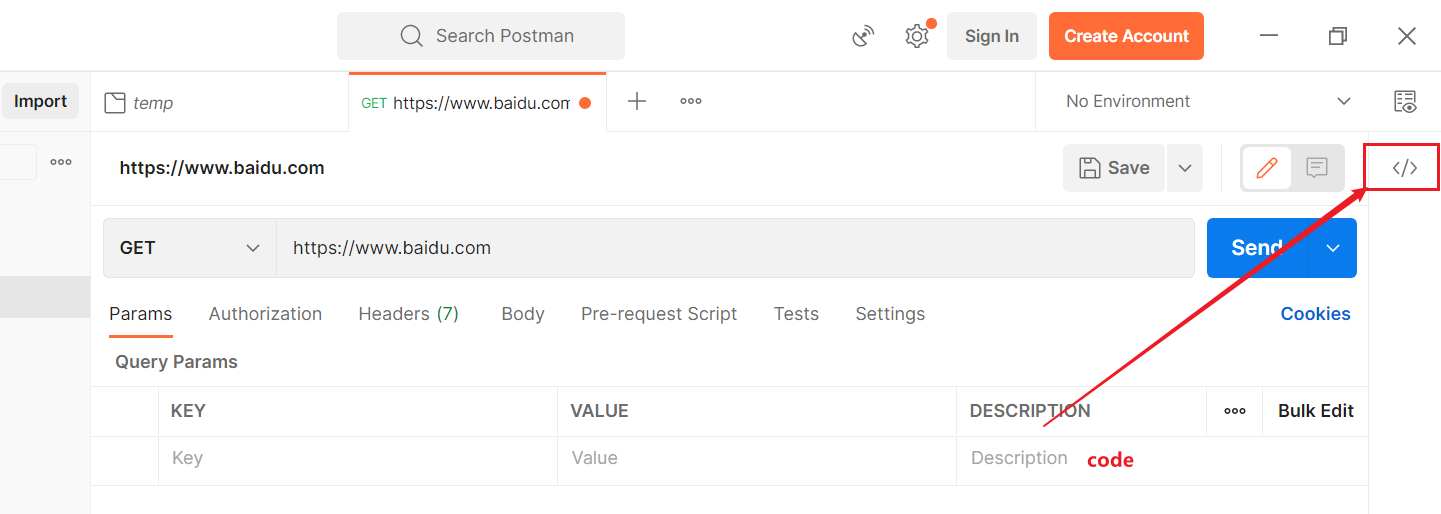 Search Postman
Sign In
Create Account
Import
temp
GET https://www.baidu.com
No Environment
https://www.baidu.com
Save
</>
GET
https://www.baidu.com
Send
Params
Authorization
Headers (7)
Body
Pre-request Script
Tests
Settings
Cookies
Query Params
KEY
VALUE
DESCRIPTION
Bulk Edit
Key
Value
Description
code